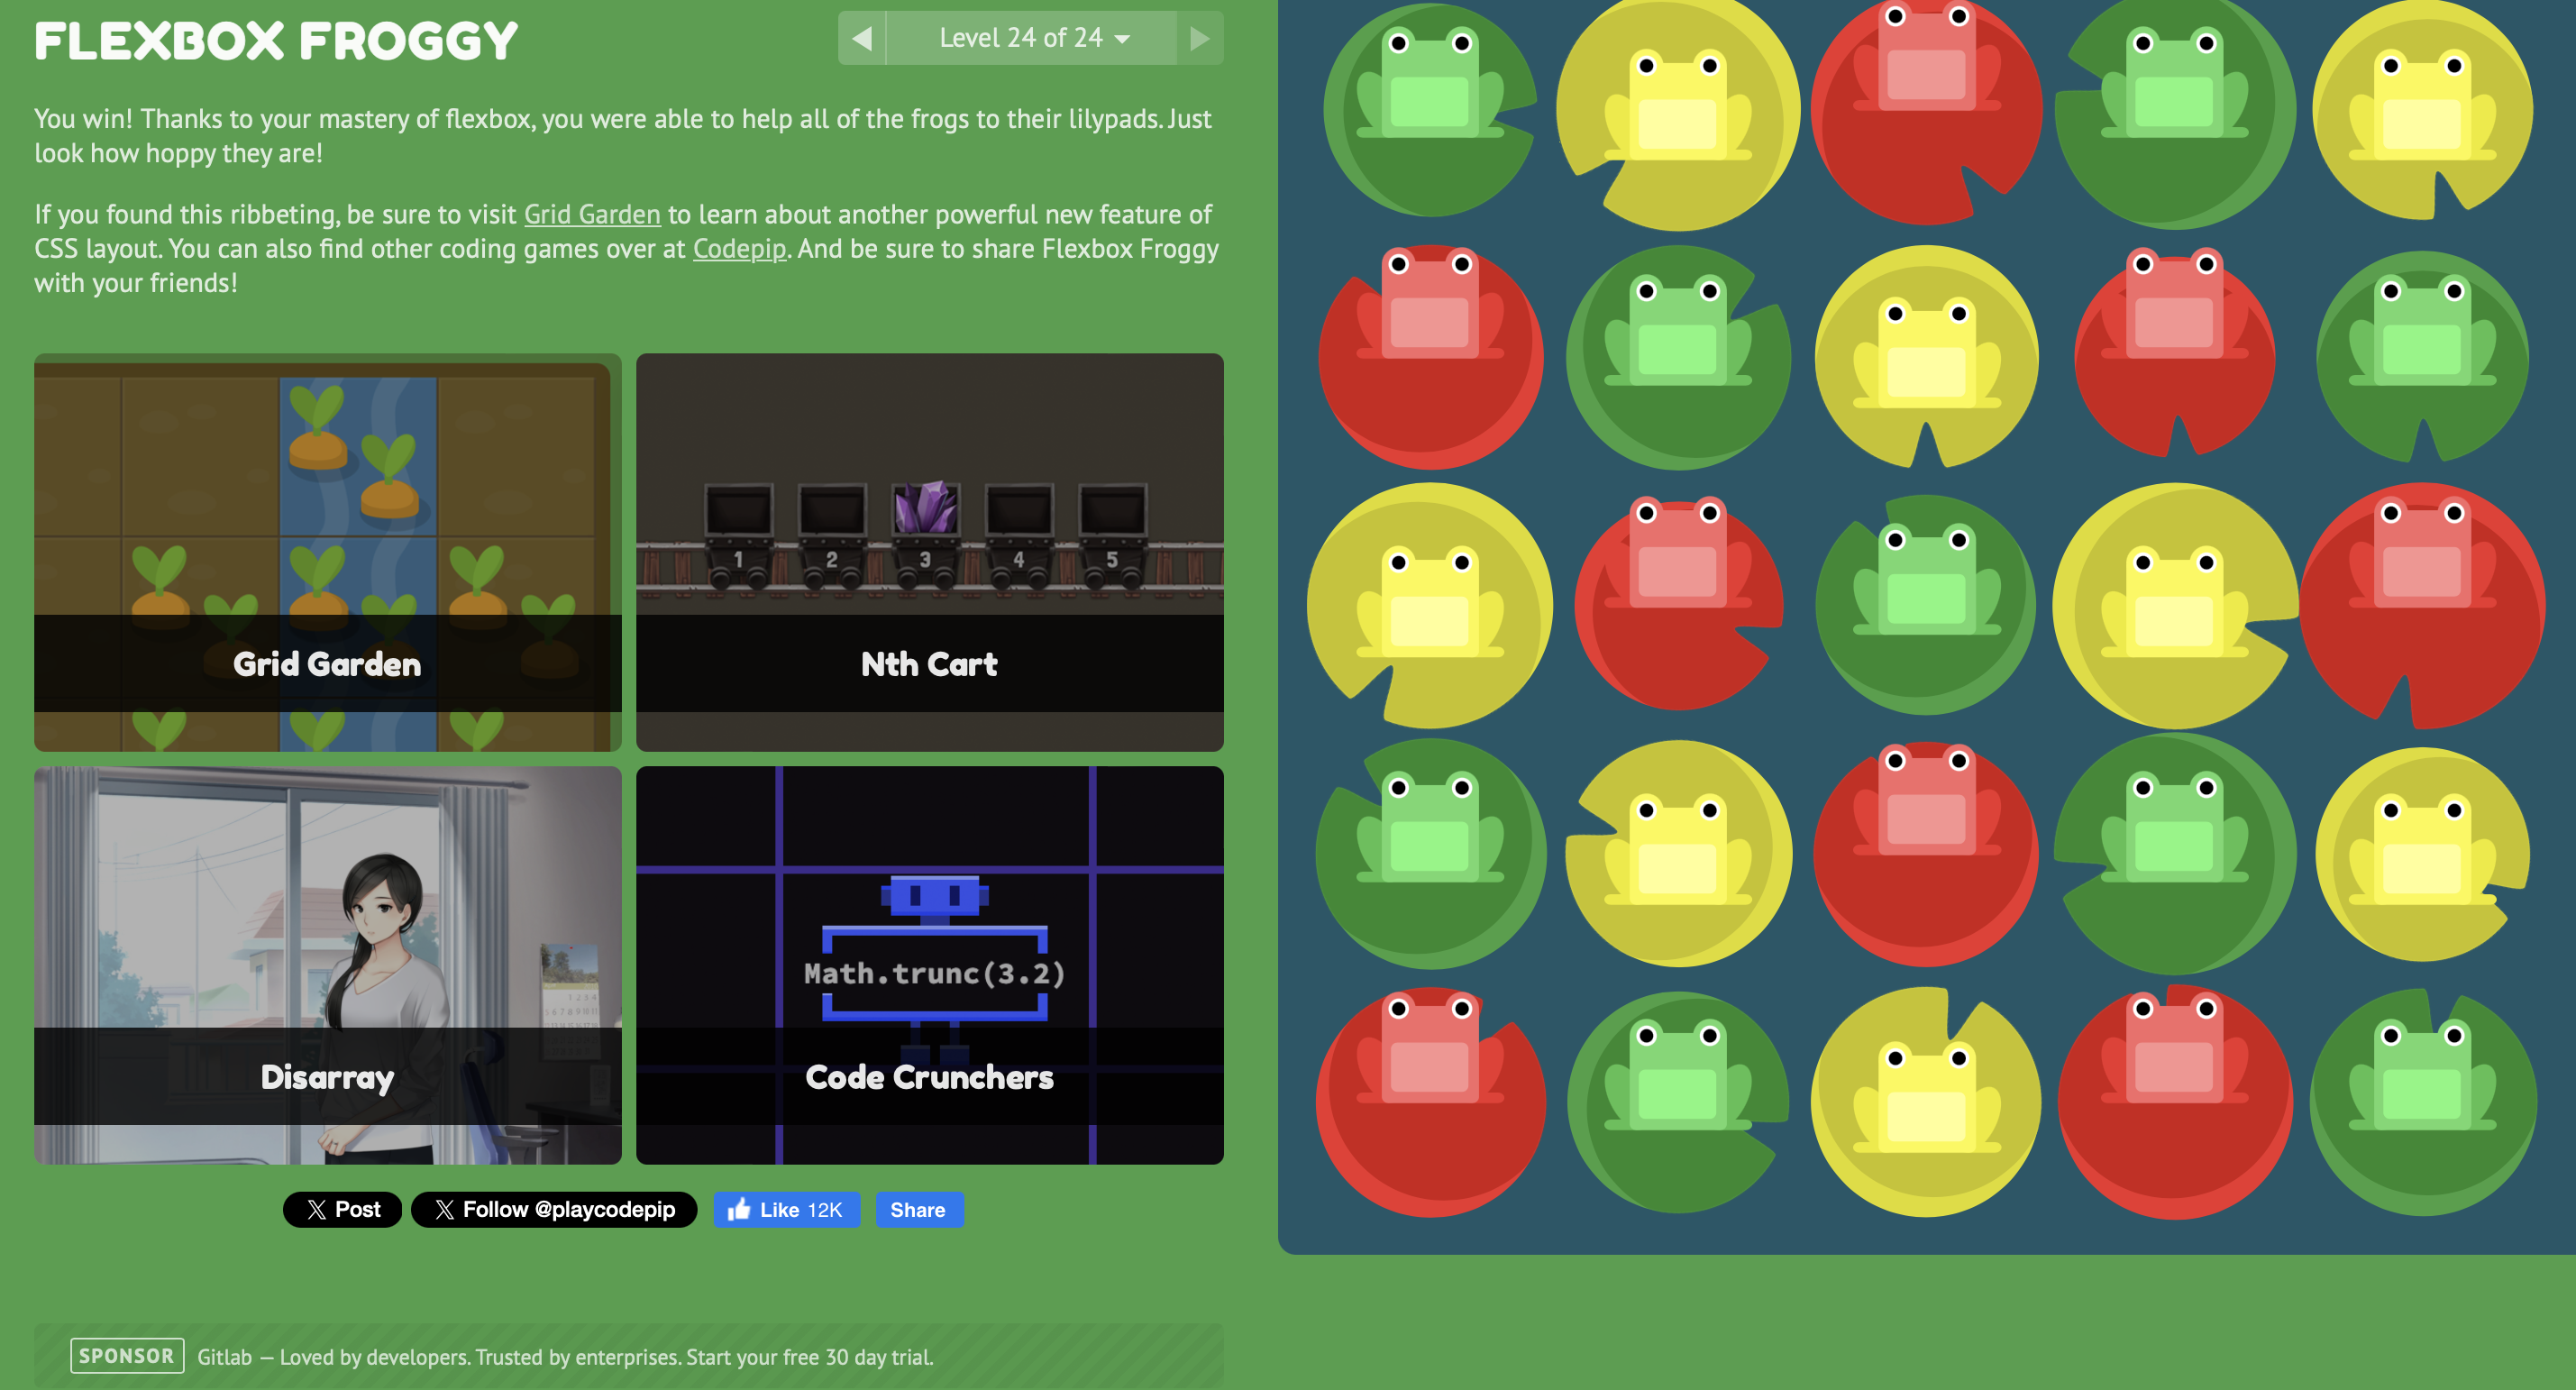 FLEXBOX FROGGY
Level 24 of 24
You win! Thanks to your mastery of flexbox, you were able to help all of the frogs to their lilypads. Just
look how hoppy they are!
If you found this ribbeting, be sure to visit Grid Garden to learn about another powerful new feature of
CSS layout. You can also find other coding games over at Codepip. And be sure to share Flexbox Froggy
with your friends!
1 2 3 4 5
Grid Garden
Nth Cart
Math.trunc(3.2)
Disarray
Code Crunchers
Post
Follow @playcodepip
Like 12K
Share
SPONSOR Gitlab — Loved by developers. Trusted by enterprises. Start your free 30 day trial.